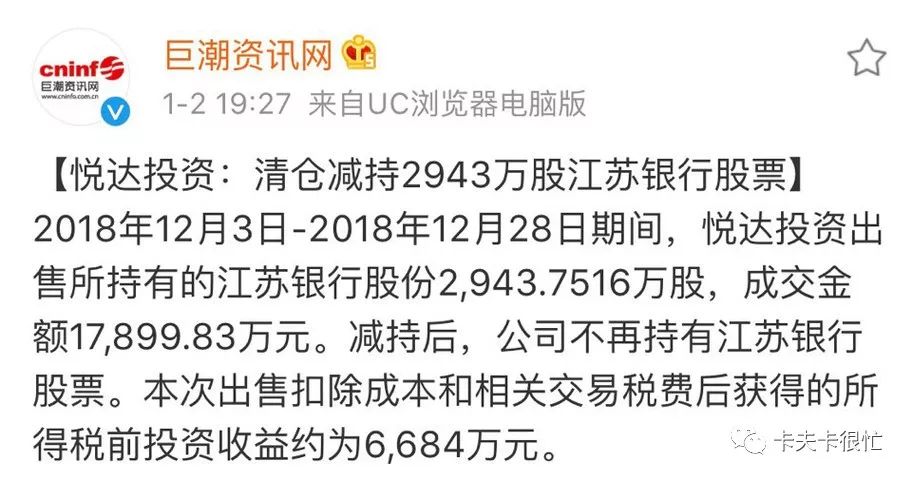 cninf
巨潮资讯网
www.cninfo.com.cn
巨潮资讯网
1-2 19:27 来自UC浏览器电脑版
【悦达投资：清仓减持2943万股江苏银行股票】
2018年12月3日-2018年12月28日期间，悦达投资出
售所持有的江苏银行股份2,943.7516万股，成交金
额17,899.83万元。减持后，公司不再持有江苏银行
股票。本次出售扣除成本和相关交易税费后获得的所
得税前投资收益约为6,684万元。
卡夫卡很忙